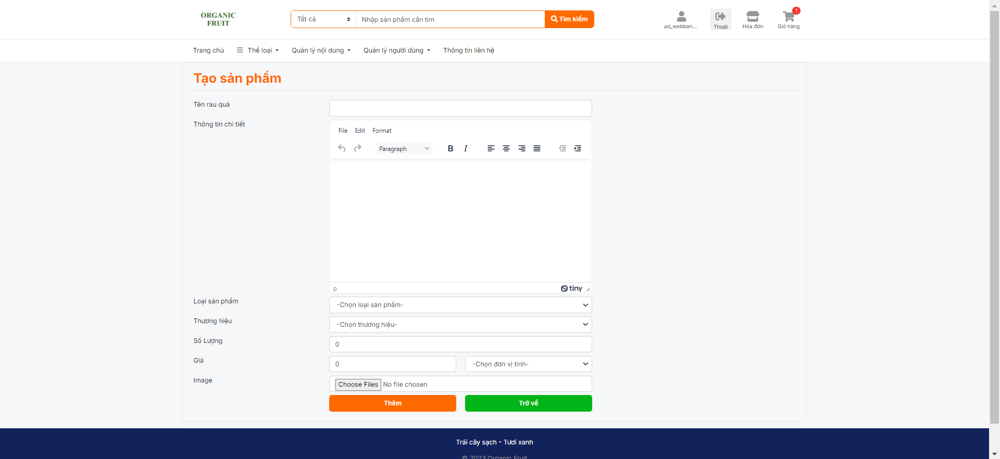 ORGANIC
FRUIT
Tất cả
Nhập sản phẩm cần tìm
Tìm kiếm
ad_webban...
Thoát
Hóa đơn
1
Giỏ hàng
Trang chủ
Thể loại
Quản lý nội dung
Quản lý người dùng
Thông tin liên hệ
Tạo sản phẩm
Tên rau quả
Thông tin chi tiết
File Edit Format
Paragraph
B I
p
tiny
Loại sản phẩm
-Chọn loại sản phẩm-
Thương hiệu
-Chọn thương hiệu-
Số Lượng
0
Giá
0
-Chọn đơn vị tính-
Image
Choose Files No file chosen
Thêm
Trở về
Trái cây sạch - Tươi xanh
© 2023 Organic Fruit